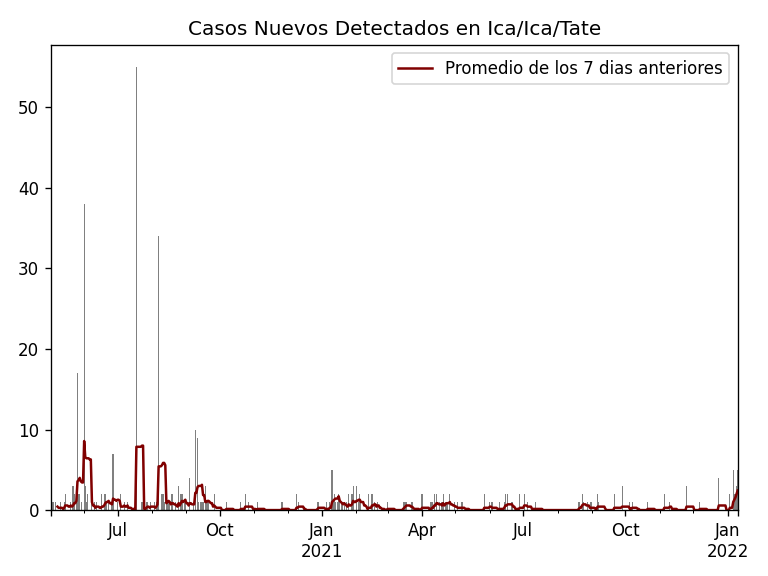 Casos Nuevos Detectados en Ica/Ica/Tate
Promedio de los 7 dias anteriores
50
40
30
20
10
0
Jul Oct Jan Apr Jul Oct Jan
2021 2022